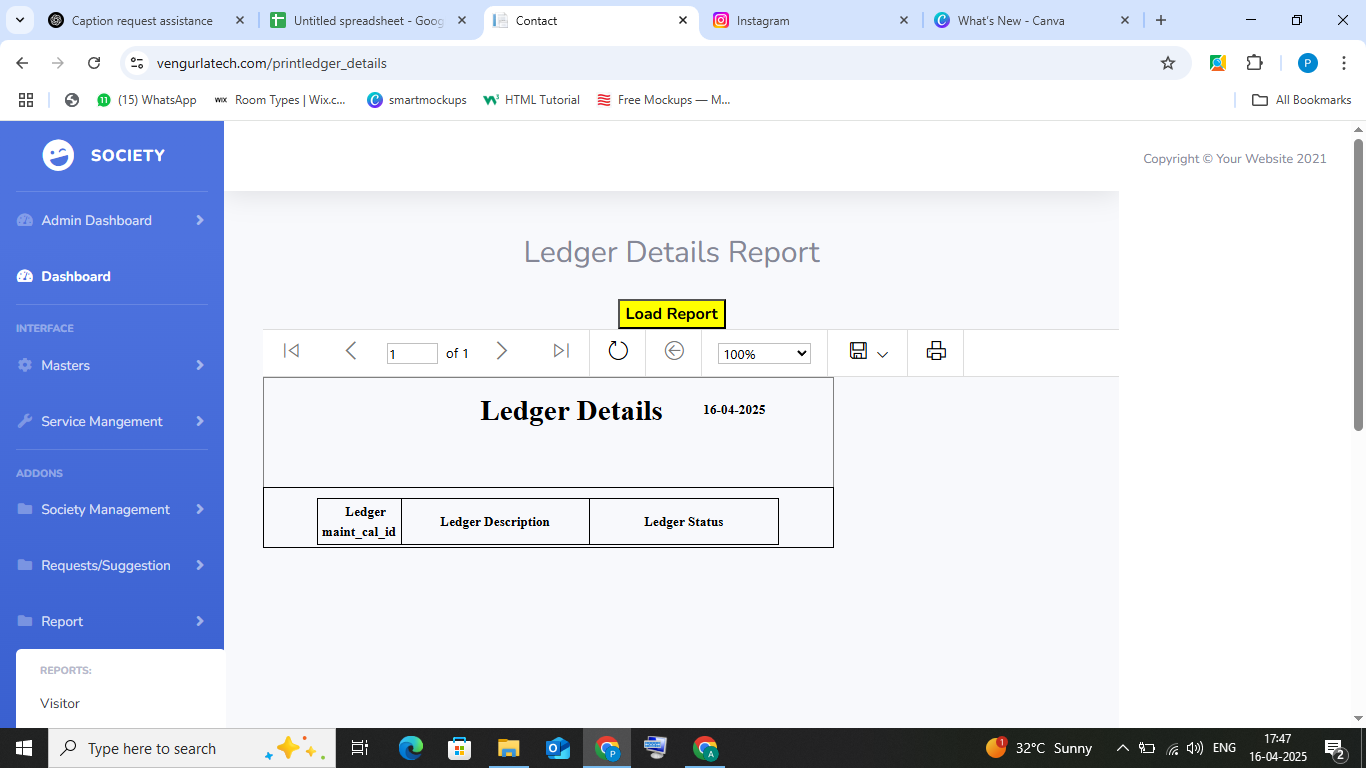 Caption request assistance
Untitled spreadsheet - Goog
Contact
Instagram
What's New - Canva
vengurlatech.com/printledger_details
P
(15) WhatsApp
WiX Room Types | Wix.c...
smartmockups
HTML Tutorial
Free Mockups — M...
All Bookmarks
SOCIETY
Copyright © Your Website 2021
Admin Dashboard
Dashboard
INTERFACE
Masters
Service Mangement
ADDONS
Society Management
Requests/Suggestion
Report
REPORTS:
Visitor
Ledger Details Report
Load Report
1 of 1
100%
Ledger Details
16-04-2025
Ledger
maint_cal_id
Ledger Description
Ledger Status
Type here to search
P
A
1
32°C Sunny
ENG
17:47
16-04-2025
2